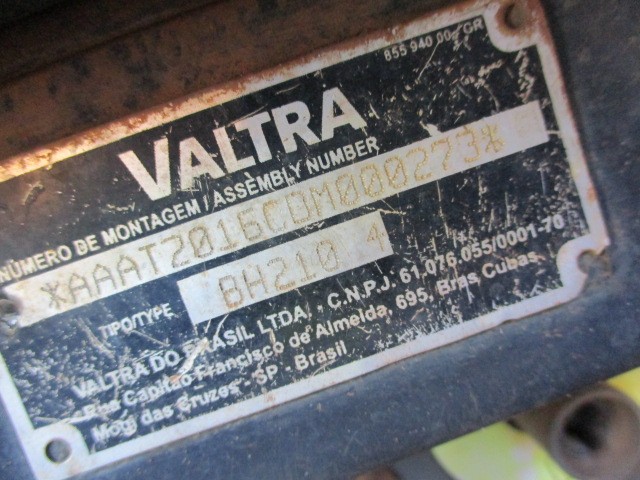 855 940 00 GR
VALTRA
NÚMERO DE MONTAGEM / ASSEMBLY NUMBER
*AAAT2016CDM000273*
TIPO/TYPE BH210 4
VALTRA DO BRASIL LTDA. - C.N.P.J. 61.076.055/0001-70
Rua Capitão Francisco de Almeida, 695, Brás Cubas
Mogi das Cruzes - SP - Brasil